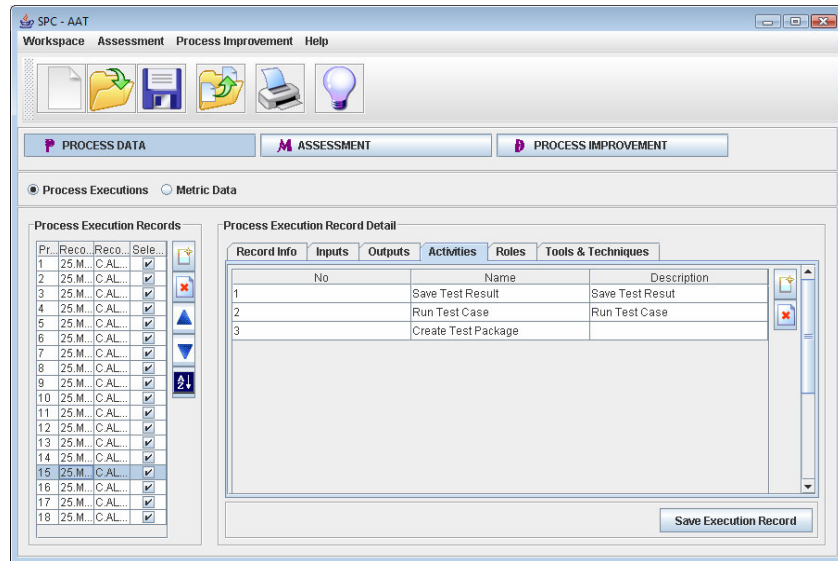 SPC - AAT
Workspace Assessment Process Improvement Help
P PROCESS DATA M ASSESSMENT D PROCESS IMPROVEMENT
Process Executions Metric Data
Process Execution Records
Pr... Reco... Reco... Sele...
1 25.M... C.AL...
2 25.M... C.AL...
3 25.M... C.AL...
4 25.M... C.AL...
5 25.M... C.AL...
6 25.M... C.AL...
7 25.M... C.AL...
8 25.M... C.AL...
9 25.M... C.AL...
10 25.M... C.AL...
11 25.M... C.AL...
12 25.M... C.AL...
13 25.M... C.AL...
14 25.M... C.AL...
15 25.M... C.AL...
16 25.M... C.AL...
17 25.M... C.AL...
18 25.M... C.AL...
A
Z
Process Execution Record Detail
Record Info Inputs Outputs Activities Roles Tools & Techniques
No Name Description
1 Save Test Result Save Test Resut
2 Run Test Case Run Test Case
3 Create Test Package
Save Execution Record